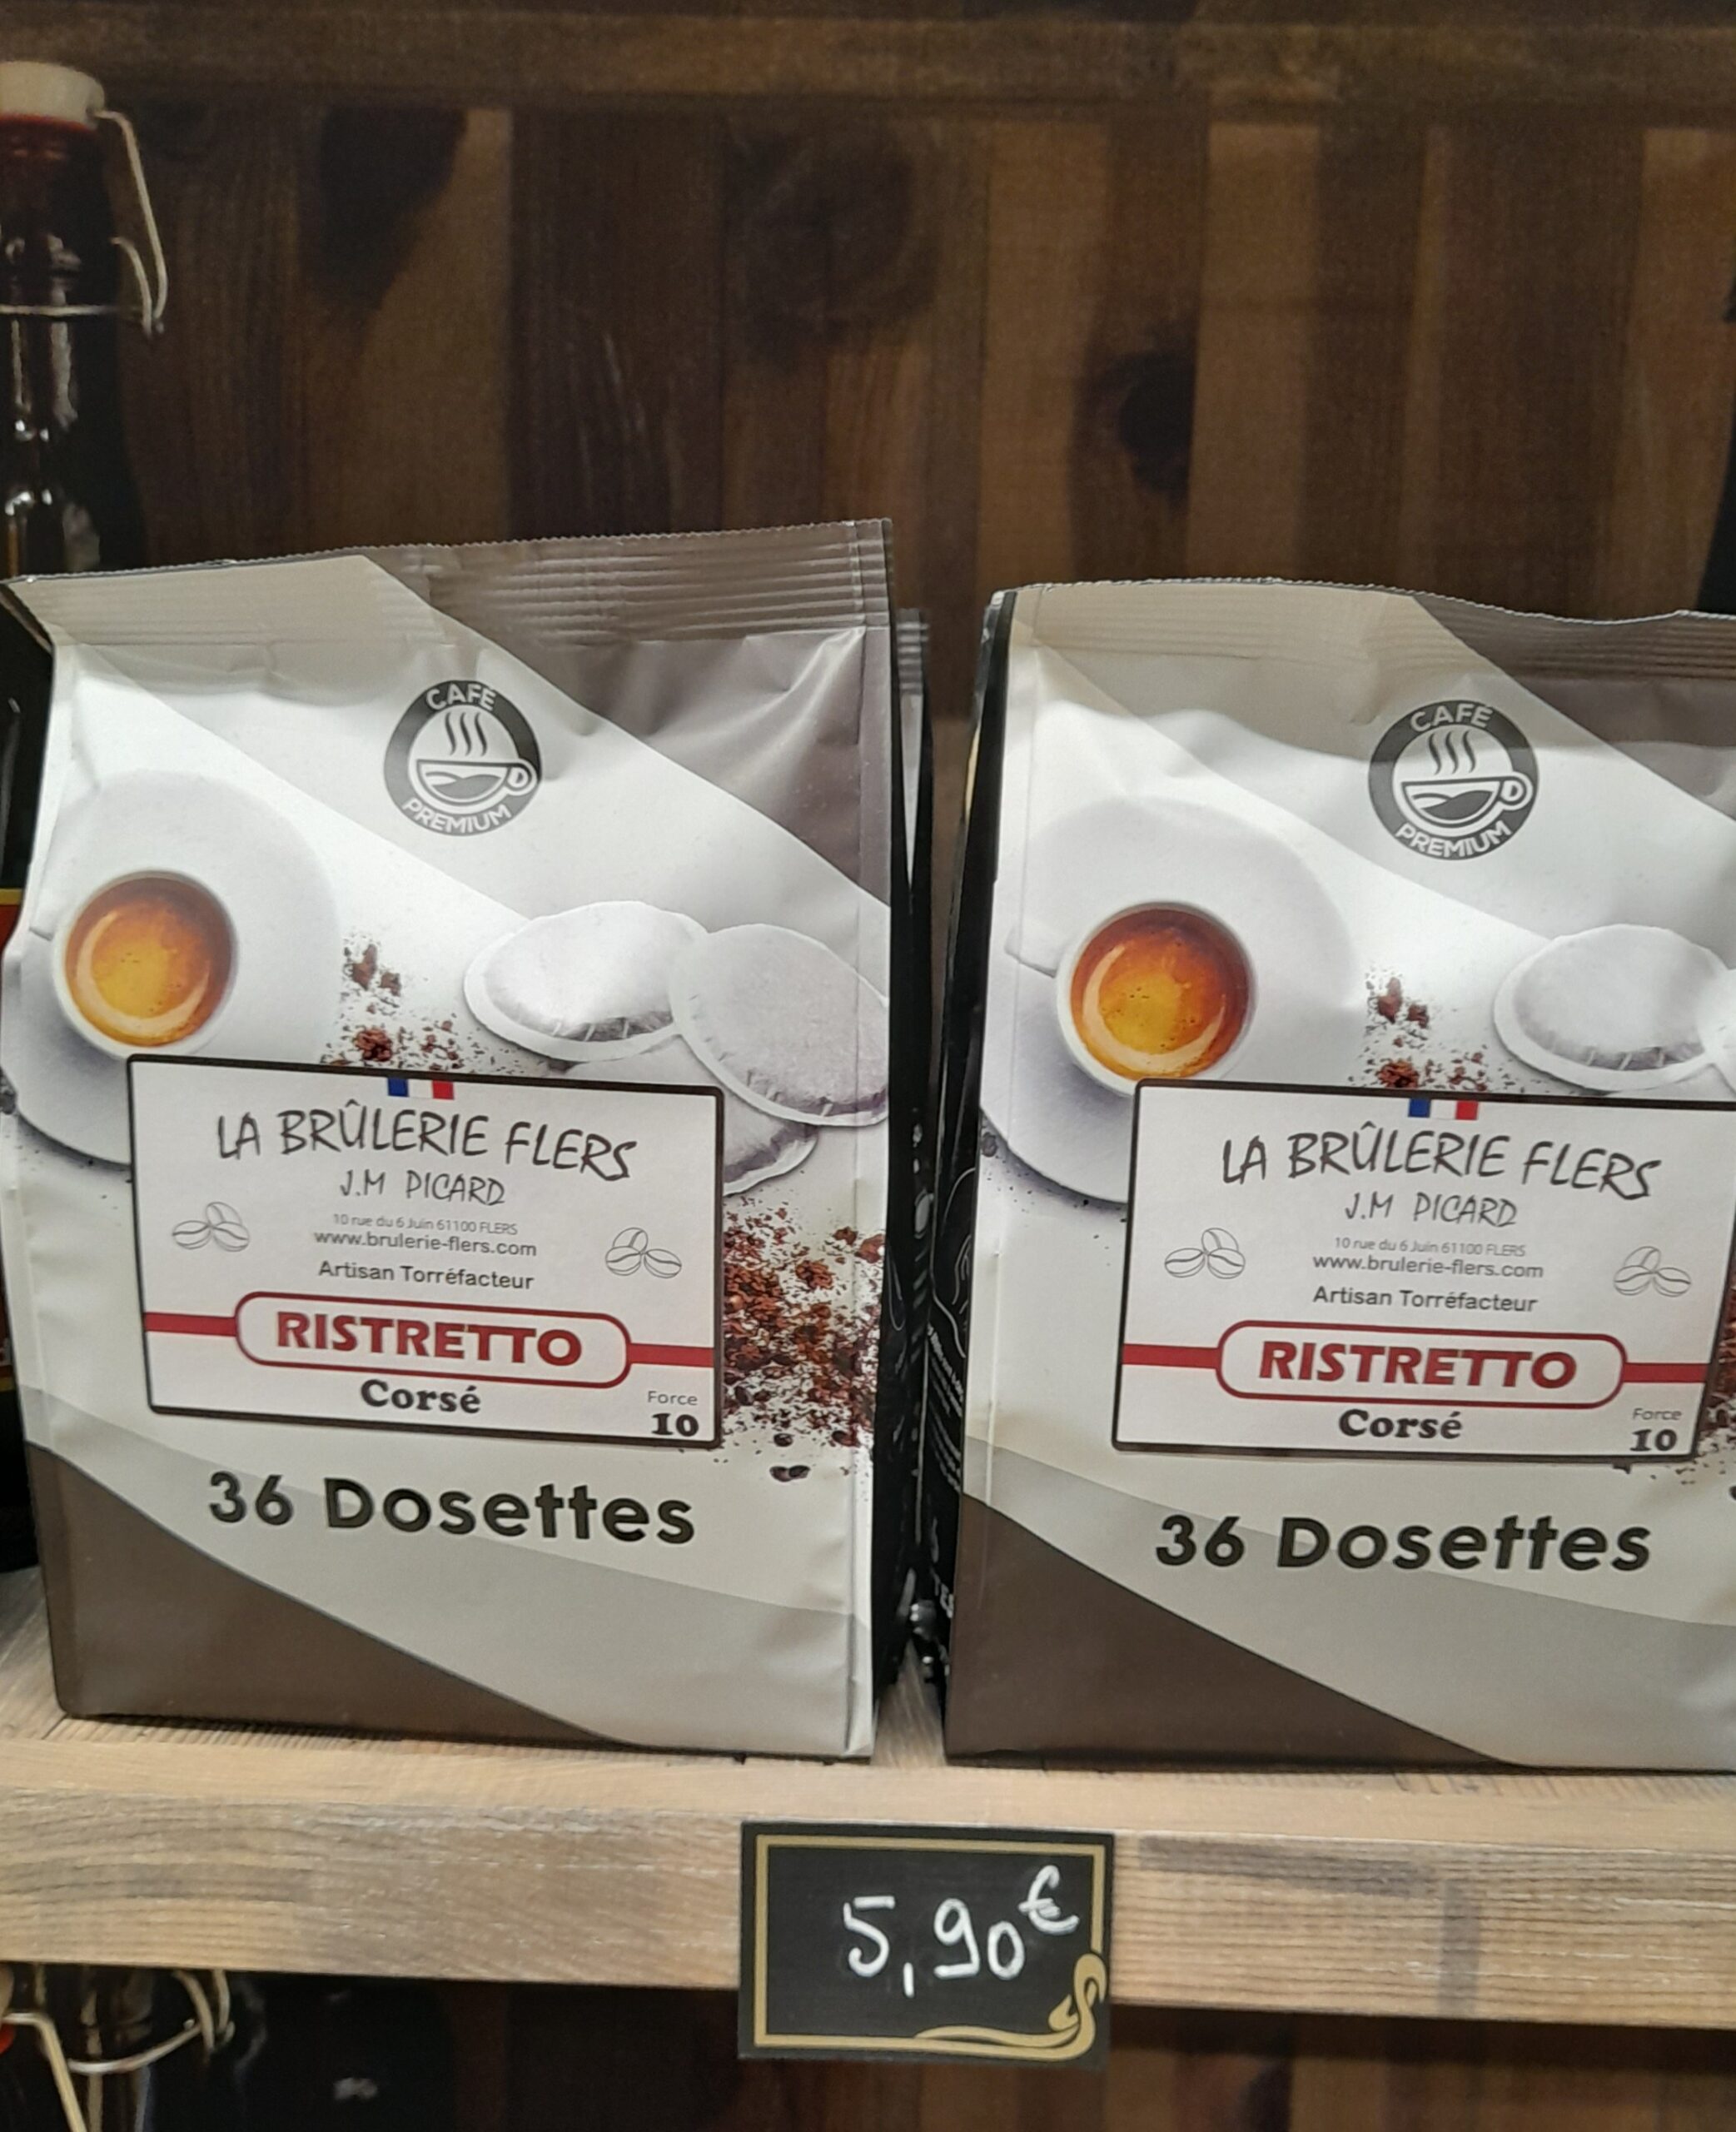 CAFÉ
PREMIUM
LA BRÛLERIE FLERS
J.M PICARD
10 rue du 6 Juin 61100 FLERS
www.brulerie-flers.com
Artisan Torréfacteur
RISTRETTO
Corsé
Force
10
36 Dosettes
CAFÉ
PREMIUM
LA BRÛLERIE FLERS
J.M PICARD
10 rue du 6 Juin 61100 FLERS
www.brulerie-flers.com
Artisan Torréfacteur
RISTRETTO
Corsé
Force
10
36 Dosettes
5,90€